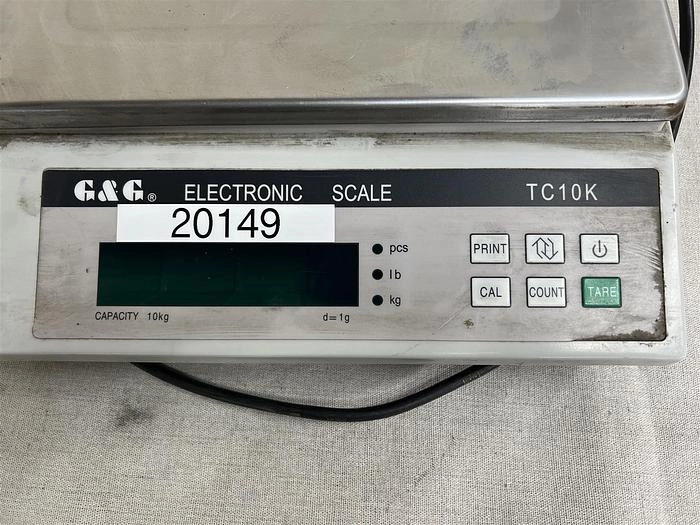 G&G® ELECTRONIC SCALE TC10K
20149
pcs
lb
kg
CAPACITY 10kg d=1g
PRINT
CAL COUNT TARE